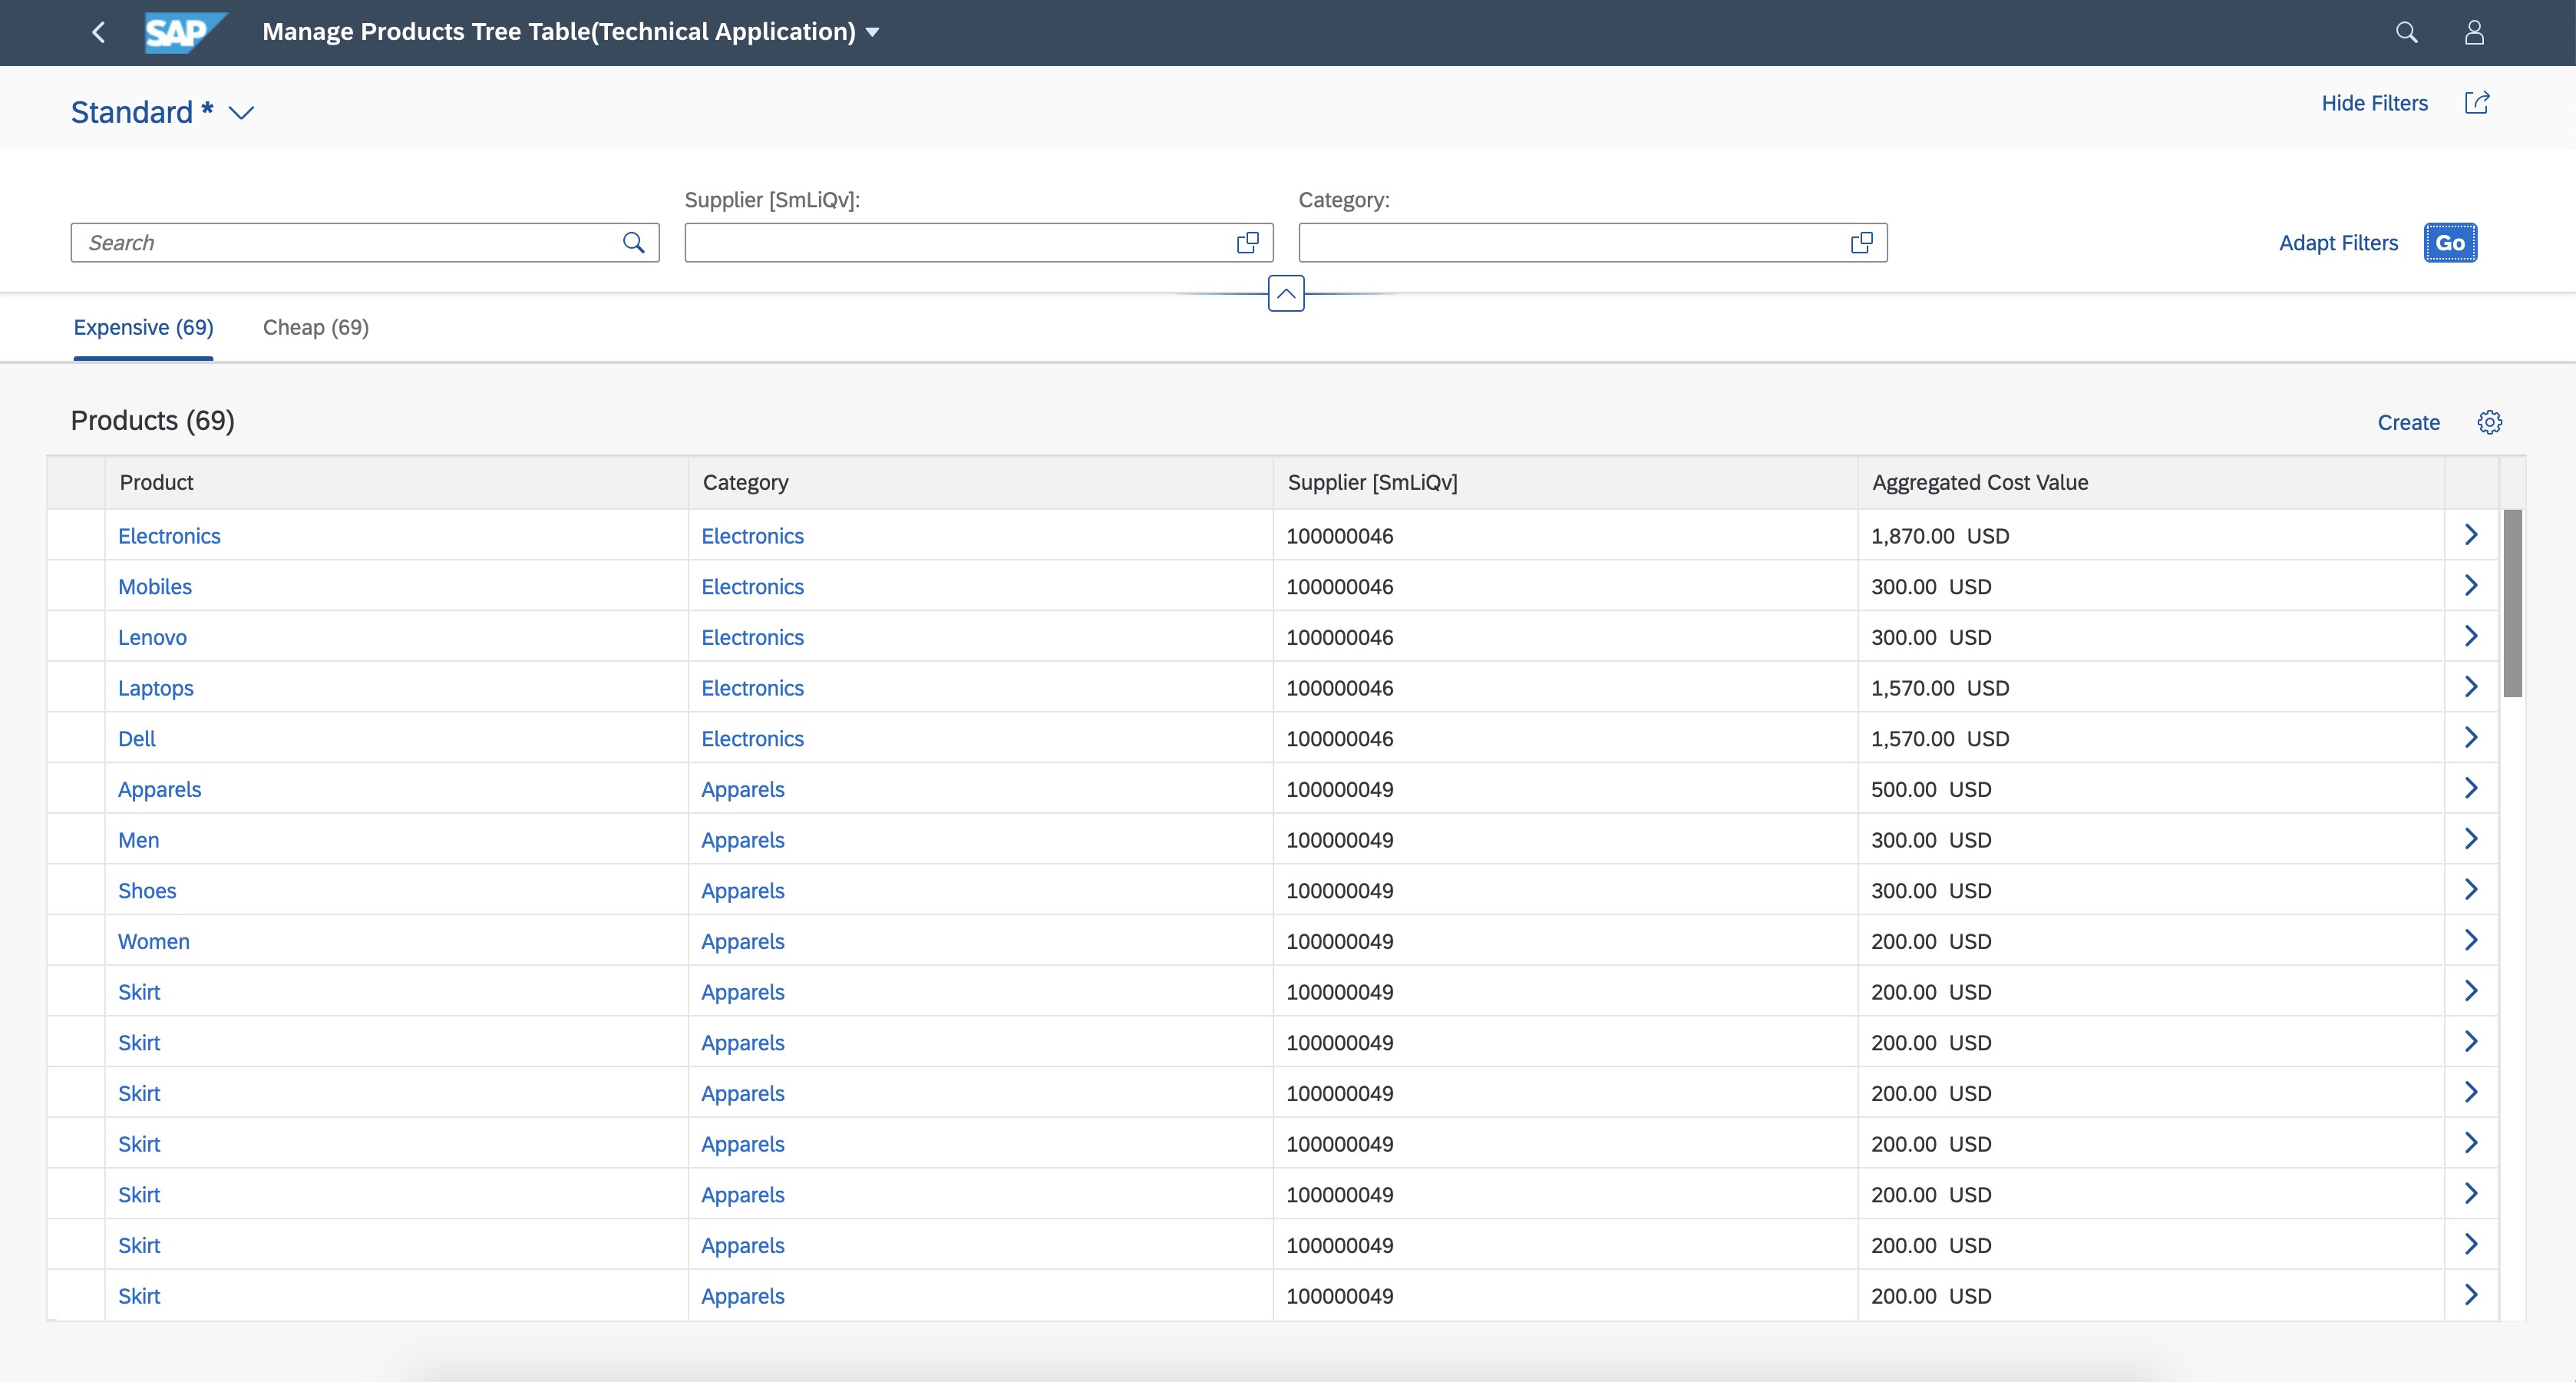 SAP Manage Products Tree Table(Technical Application)
Standard *
Hide Filters
Supplier [SmLiQv]: Category:
Search
Adapt Filters Go
Expensive (69) Cheap (69)
Products (69)
Create
Product Category Supplier [SmLiQv] Aggregated Cost Value
Electronics Electronics 100000046 1,870.00 USD
Mobiles Electronics 100000046 300.00 USD
Lenovo Electronics 100000046 300.00 USD
Laptops Electronics 100000046 1,570.00 USD
Dell Electronics 100000046 1,570.00 USD
Apparels Apparels 100000049 500.00 USD
Men Apparels 100000049 300.00 USD
Shoes Apparels 100000049 300.00 USD
Women Apparels 100000049 200.00 USD
Skirt Apparels 100000049 200.00 USD
Skirt Apparels 100000049 200.00 USD
Skirt Apparels 100000049 200.00 USD
Skirt Apparels 100000049 200.00 USD
Skirt Apparels 100000049 200.00 USD
Skirt Apparels 100000049 200.00 USD
Skirt Apparels 100000049 200.00 USD